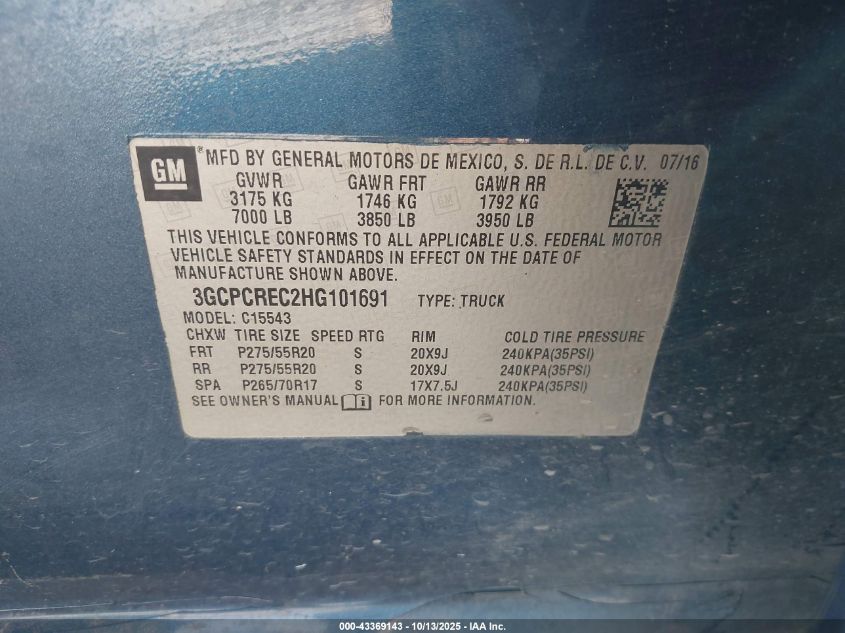 GM ® MFD BY GENERAL MOTORS DE MEXICO, S. DE R.L. DE C.V. 07/16
GVWR GAWR FRT GAWR RR
3175 KG 1746 KG 1792 KG
7000 LB 3850 LB 3950 LB
THIS VEHICLE CONFORMS TO ALL APPLICABLE U.S. FEDERAL MOTOR
VEHICLE SAFETY STANDARDS IN EFFECT ON THE DATE OF
MANUFACTURE SHOWN ABOVE.
3GCPCREC2HG101691 TYPE: TRUCK
MODEL: C15543
CHXW TIRE SIZE SPEED RTG RIM COLD TIRE PRESSURE
FRT P275/55R20 S 20X9J 240KPA(35PSI)
RR P275/55R20 S 20X9J 240KPA(35PSI)
SPA P265/70R17 S 17X7.5J 240KPA(35PSI)
SEE OWNER'S MANUAL FOR MORE INFORMATION.
000-43369143 - 10/13/2025 - IAA Inc.